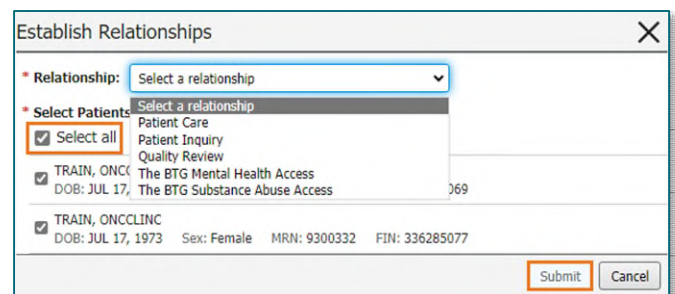 Establish Relationships
* Relationship: Select a relationship
* Select Patients
Select a relationship
Patient Care
Patient Inquiry
Quality Review
The BTG Mental Health Access
The BTG Substance Abuse Access
Select all
TRAIN,
DOB: JUL 17, 069
TRAIN, ONCCLINC
DOB: JUL 17, 1973 Sex: Female MRN: 9300332 FIN: 336285077
Submit Cancel